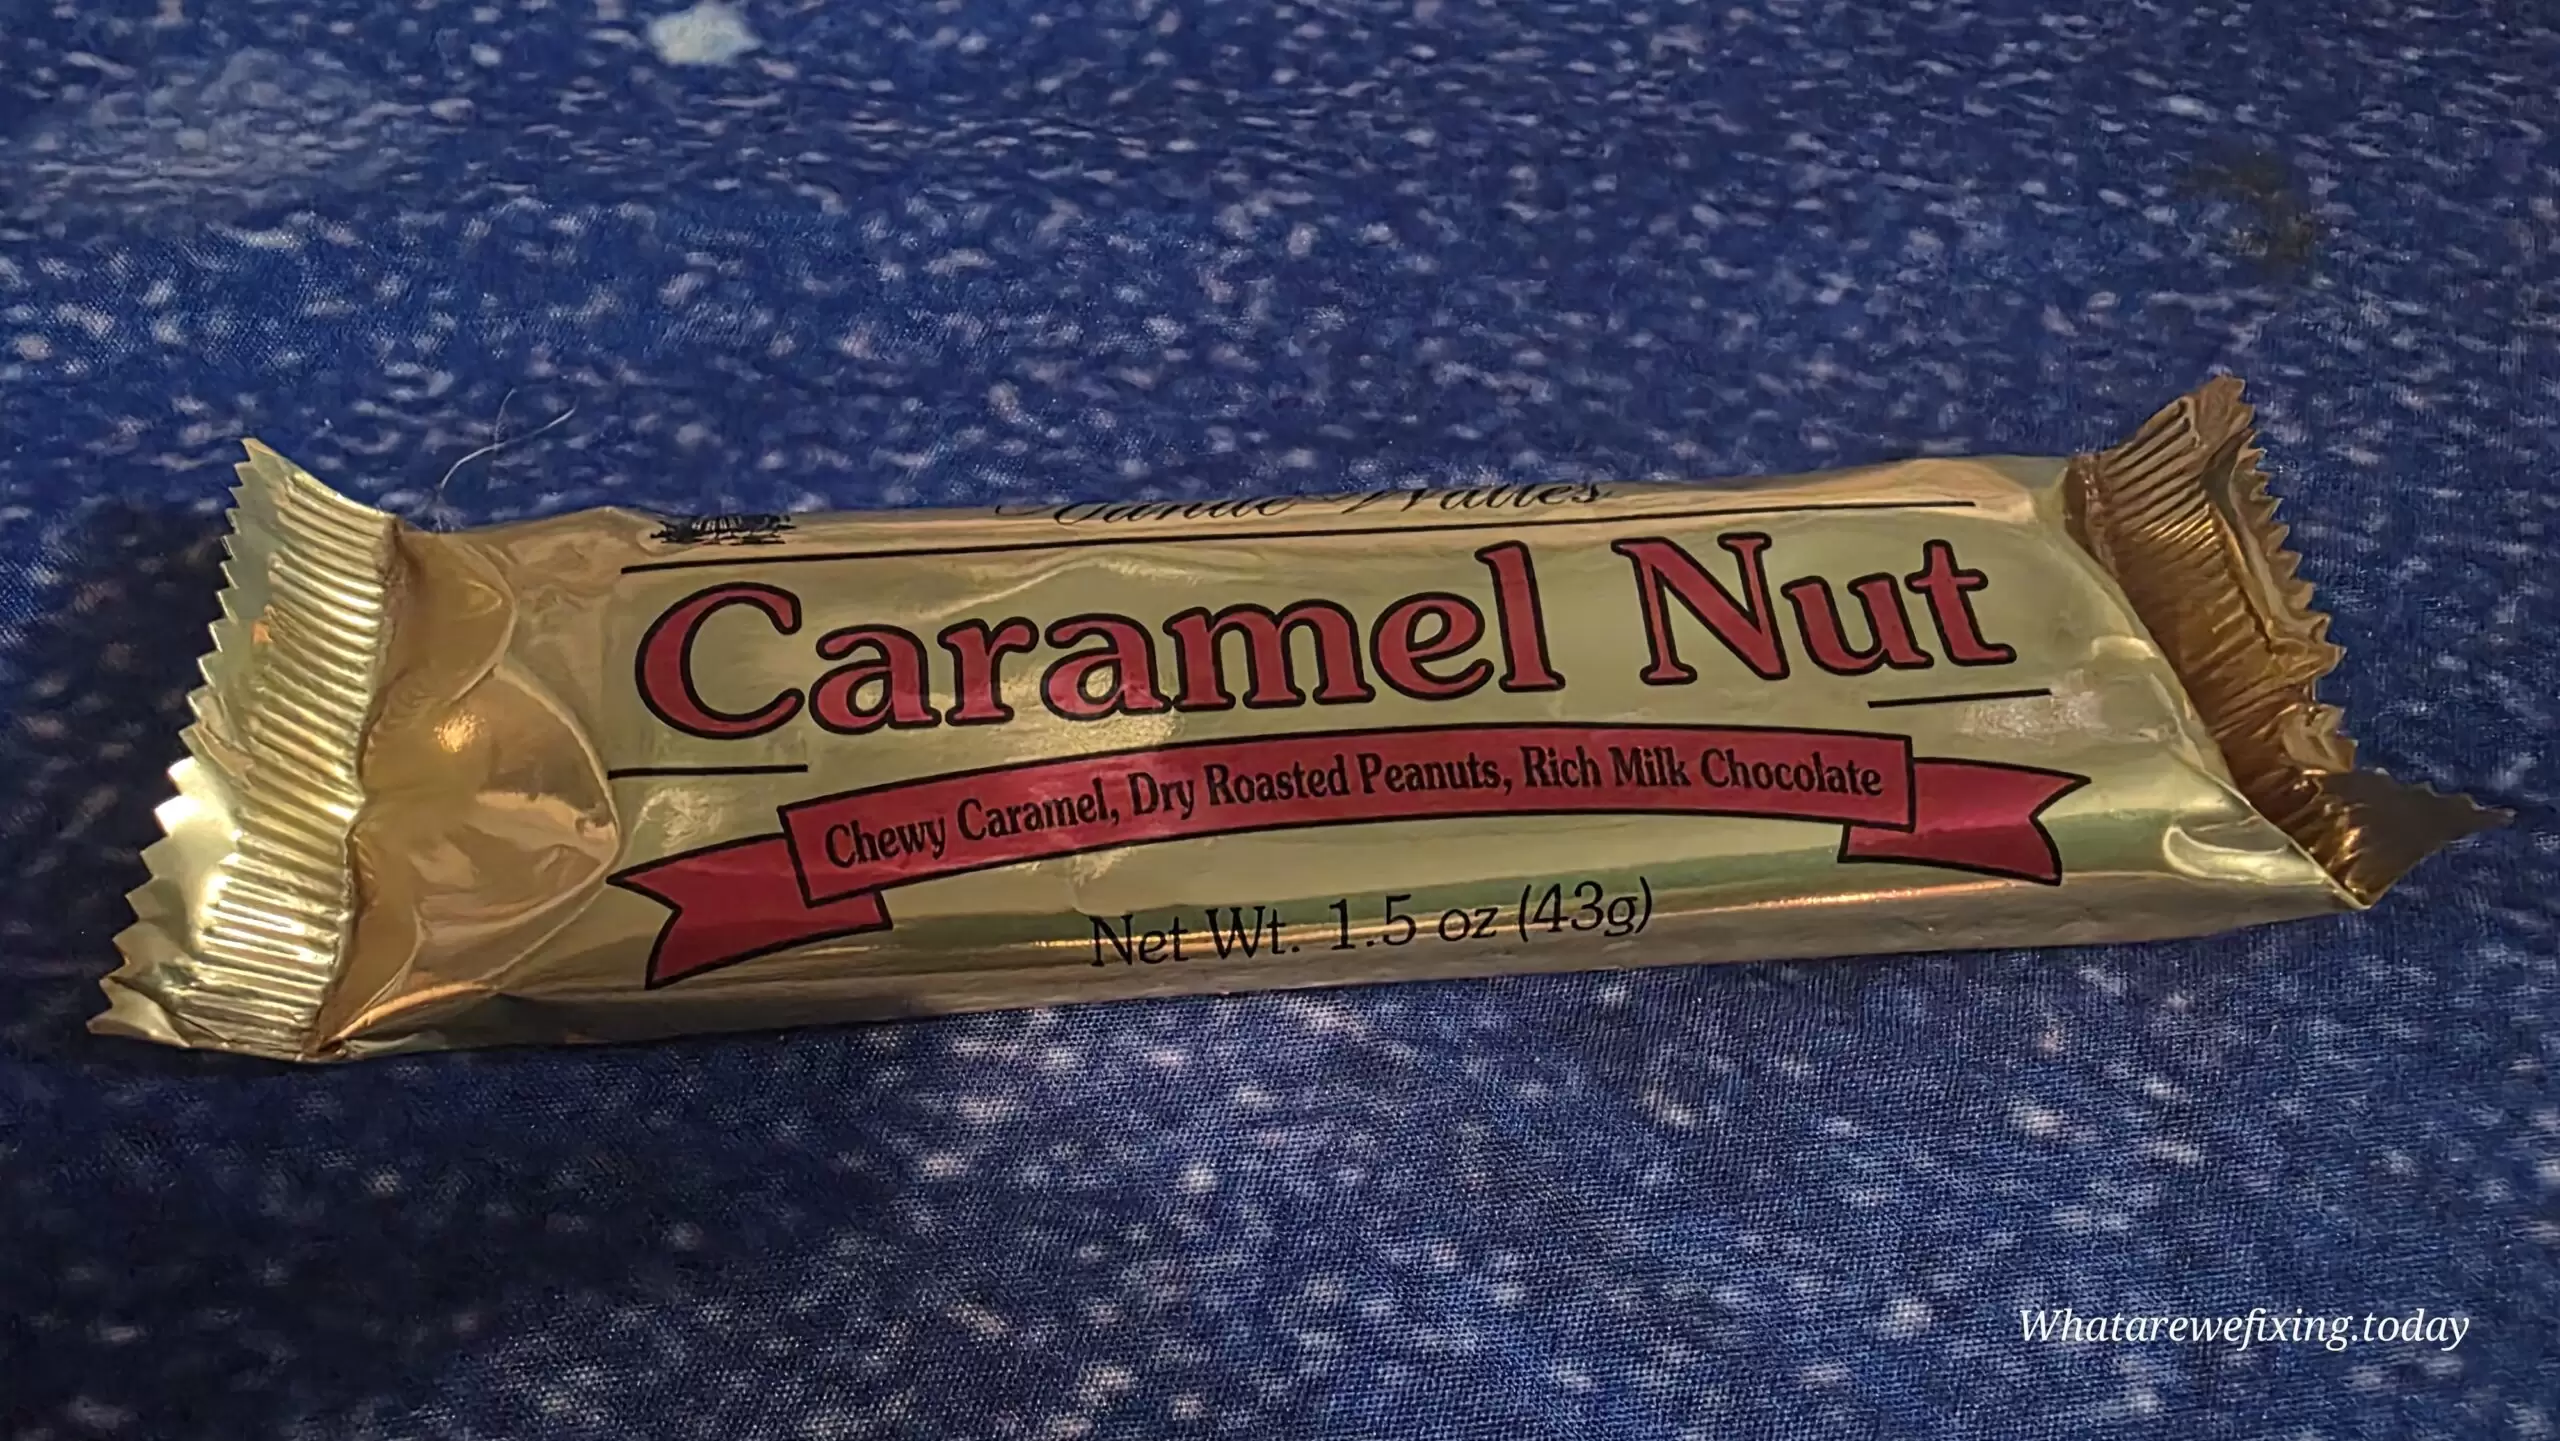 Caramel Nut
Chewy Caramel, Dry Roasted Peanuts, Rich Milk Chocolate
Net Wt. 1.5 oz (43g)
Whatarewefixing.today